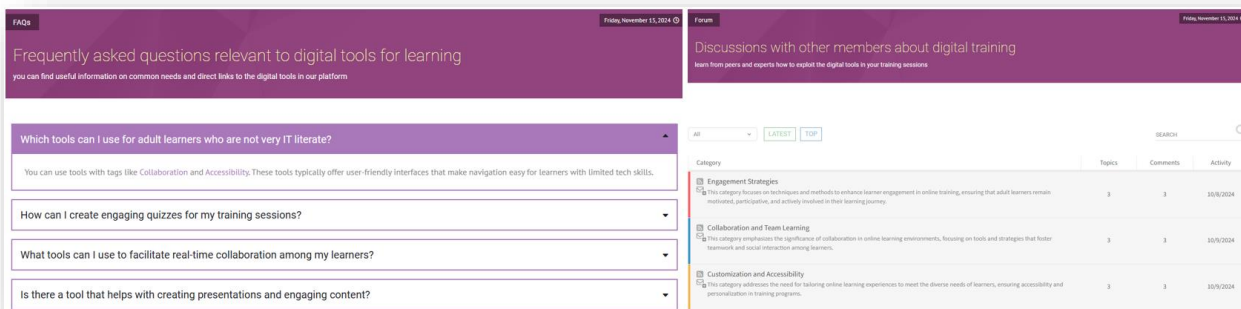 FAQs
Friday, November 15, 2024
Frequently asked questions relevant to digital tools for learning
you can find useful information on common needs and direct links to the digital tools in our platform
Which tools can I use for adult learners who are not very IT literate?
You can use tools with tags like Collaboration and Accessibility. These tools typically offer user-friendly interfaces that make navigation easy for learners with limited tech skills.
How can I create engaging quizzes for my training sessions?
What tools can I use to facilitate real-time collaboration among my learners?
Is there a tool that helps with creating presentations and engaging content?
Forum
Friday, November 15, 2024
Discussions with other members about digital training
learn from peers and experts how to exploit the digital tools in your training sessions
All LATEST TOP SEARCH
Category Topics Comments Activity
Engagement Strategies
This category focuses on techniques and methods to enhance learner engagement in online training, ensuring that adult learners remain
motivated, participative, and actively involved in their learning journey.
3 3 10/8/2024
Collaboration and Team Learning
This category emphasizes the significance of collaboration in online learning environments, focusing on tools and strategies that foster
teamwork and social interaction among learners.
3 3 10/9/2024
Customization and Accessibility
This category addresses the need for tailoring online learning experiences to meet the diverse needs of learners, ensuring accessibility and
personalization in training programs.
3 3 10/9/2024